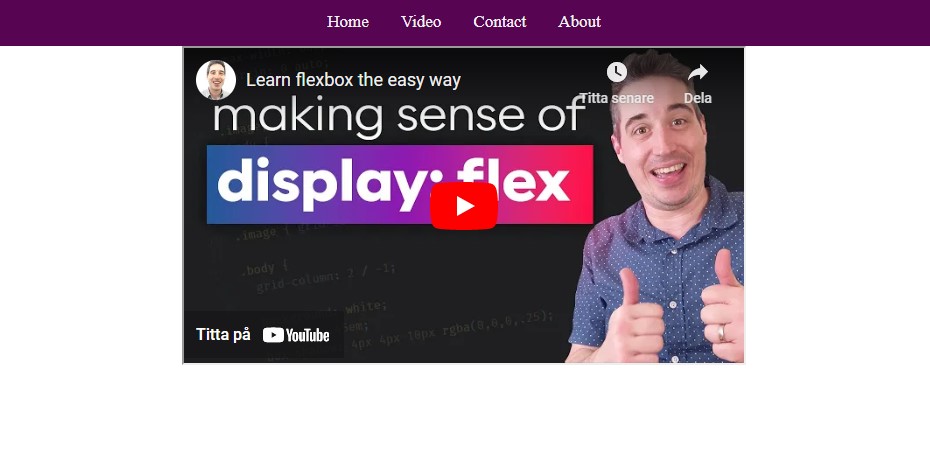 Home Video Contact About
Learn flexbox the easy way
Titta senare Dela
making sense of
display: flex
.image { grid
.body {
grid-column: 2 / -1;
white;
4px 4px 10px rgba(0,0,0,.25);
Titta på YouTube